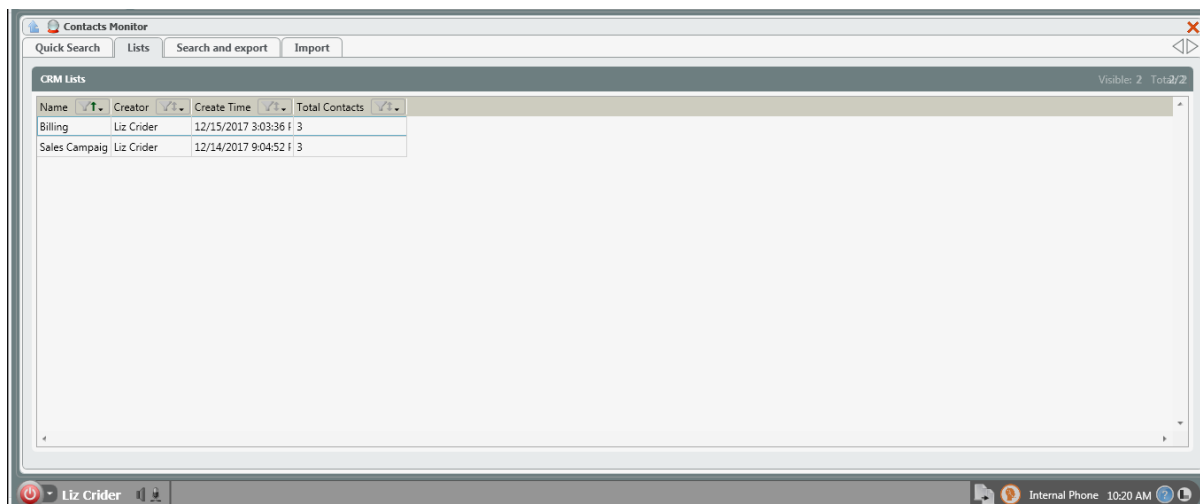 Contacts Monitor
Quick Search Lists Search and export Import
CRM Lists Visible: 2 Total
Name Creator Create Time Total Contacts
Billing Liz Crider 12/15/2017 3:03:36 P 3
Sales Campaig Liz Crider 12/14/2017 9:04:52 P 3
Liz Crider Internal Phone 10:20 AM ?